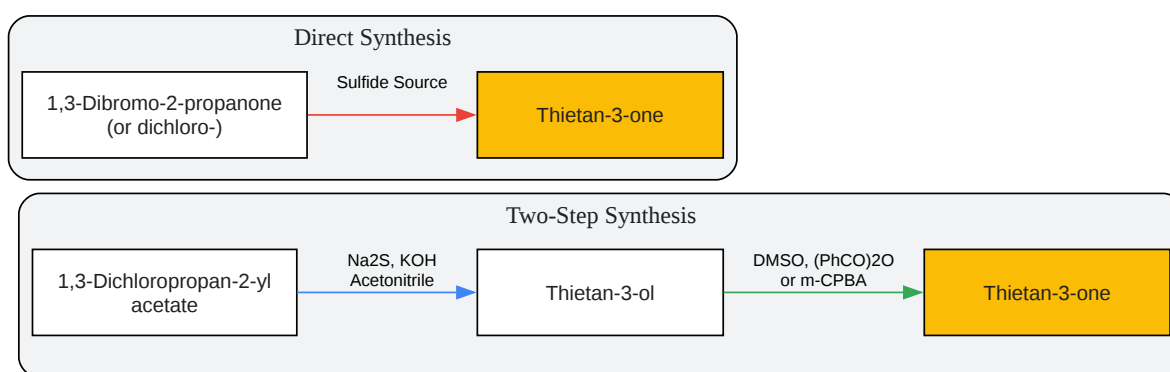 Direct Synthesis
1,3-Dibromo-2-propanone
(or dichloro-)
Sulfide Source
Thietan-3-one
Two-Step Synthesis
1,3-Dichloropropan-2-yl
acetate
Na2S, KOH
Acetonitrile
Thietan-3-ol
DMSO, (PhCO)2O
or m-CPBA
Thietan-3-one